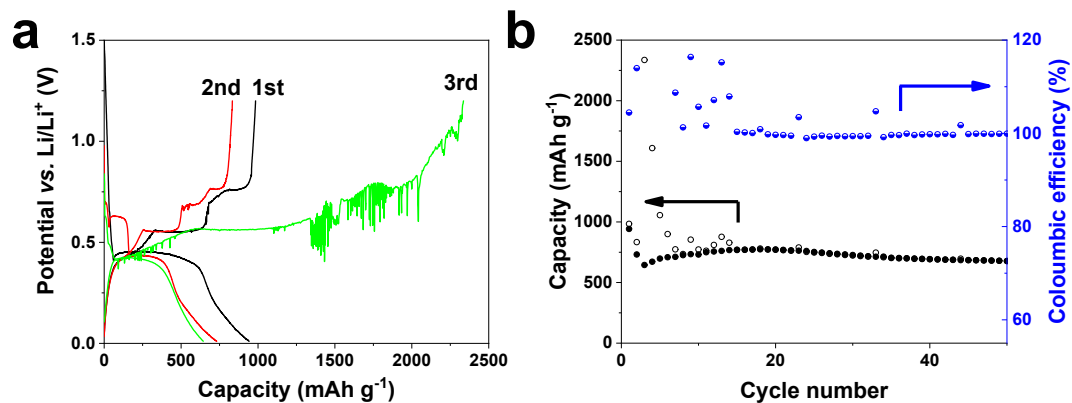 a
Potential vs. Li/Li⁺ (V)
1.5
1.0
0.5
0.0
2nd 1st
3rd
0 500 1000 1500 2000 2500
Capacity (mAh g⁻¹)
b
Capacity (mAh g⁻¹)
2500
2000
1500
1000
500
0
0 20 40
Cycle number
120
100
80
60
Coloumbic efficiency (%)